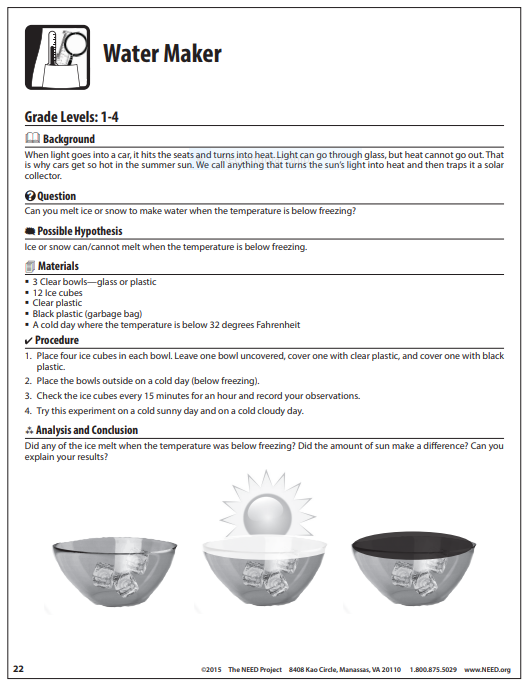 Water Maker
Grade Levels: 1-4
Background
When light goes into a car, it hits the seats and turns into heat. Light can go through glass, but heat cannot go out. That
is why cars get so hot in the summer sun. We call anything that turns the sun's light into heat and then traps it a solar
collector.
Question
Can you melt ice or snow to make water when the temperature is below freezing?
Possible Hypothesis
Ice or snow can/cannot melt when the temperature is below freezing.
Materials
▪ 3 Clear bowls—glass or plastic
▪ 12 Ice cubes
▪ Clear plastic
▪ Black plastic (garbage bag)
▪ A cold day where the temperature is below 32 degrees Fahrenheit
✔ Procedure
1. Place four ice cubes in each bowl. Leave one bowl uncovered, cover one with clear plastic, and cover one with black
plastic.
2. Place the bowls outside on a cold day (below freezing).
3. Check the ice cubes every 15 minutes for an hour and record your observations.
4. Try this experiment on a cold sunny day and on a cold cloudy day.
Analysis and Conclusion
Did any of the ice melt when the temperature was below freezing? Did the amount of sun make a difference? Can you
explain your results?
22
©2015 The NEED Project 8408 Kao Circle, Manassas, VA 20110 1.800.875.5029 www.NEED.org